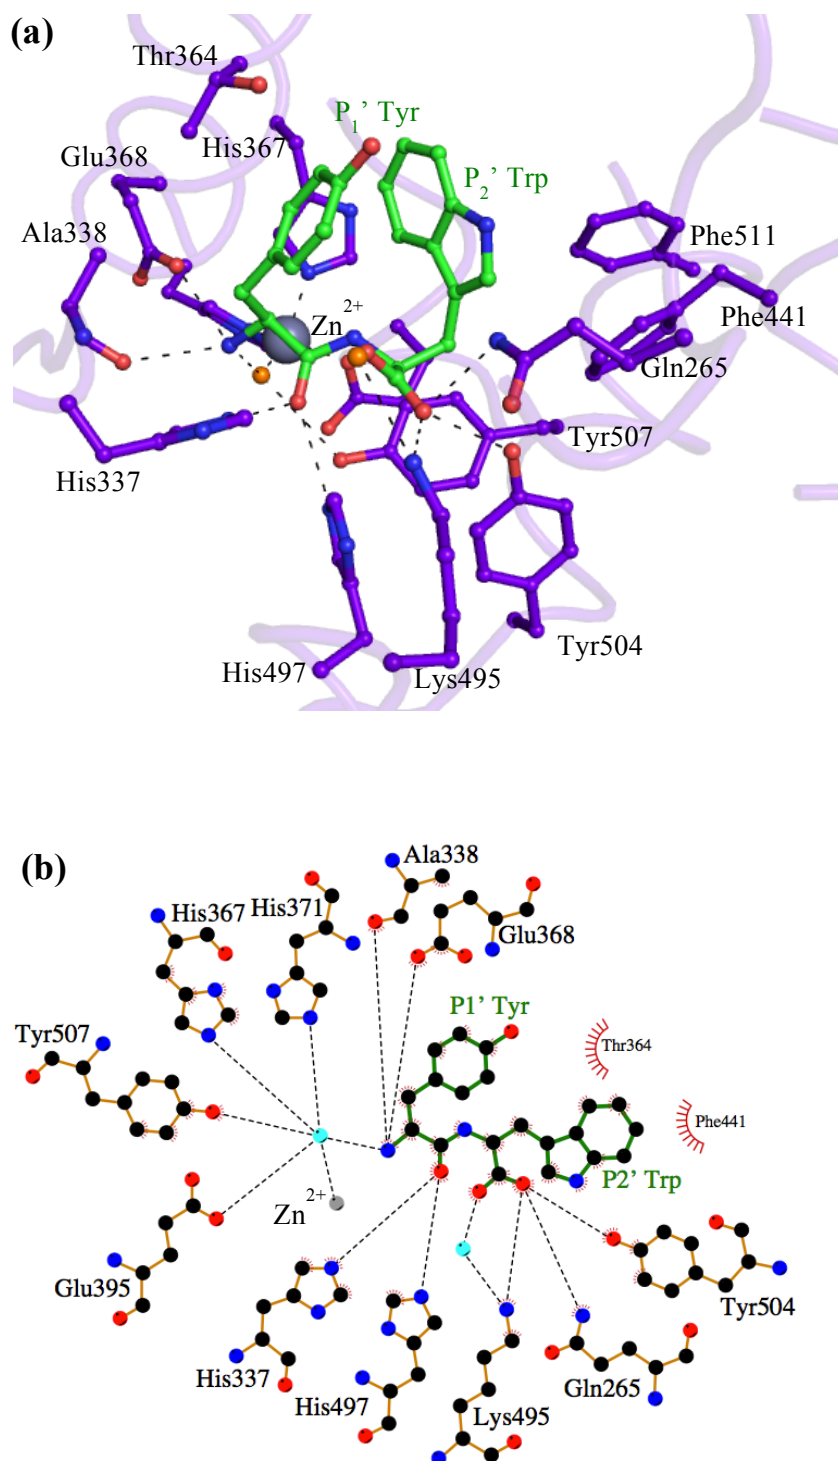 (a)
Thr364
P1' Tyr
His367
Glu368
P2' Trp
Ala338
Phe511
Zn2+
Phe441
Gln265
Tyr507
His337
Tyr504
His497
Lys495
(b)
Ala338
His371
His367
Glu368
P1' Tyr
Tyr507
Thr364
Phe441
P2' Trp
Zn2+
Glu395
Tyr504
His337
Gln265
His497
Lys495